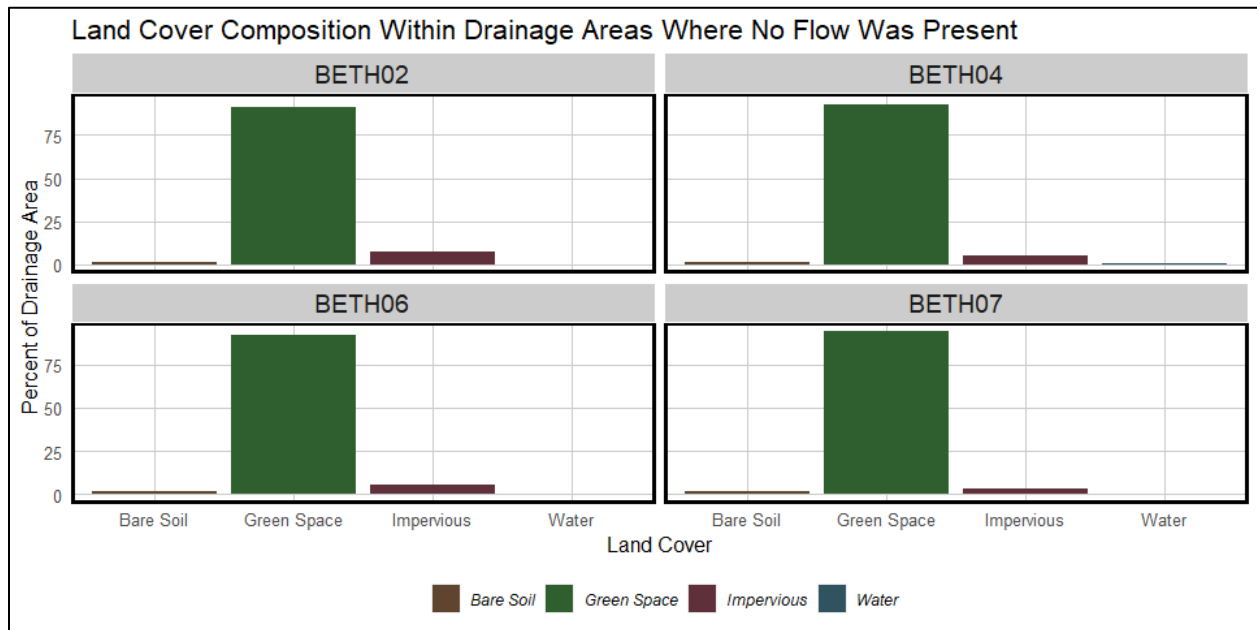 Land Cover Composition Within Drainage Areas Where No Flow Was Present
BETH02
BETH04
75
50
25
0
BETH06
BETH07
75
50
25
0
Percent of Drainage Area
Bare Soil Green Space Impervious Water
Bare Soil Green Space Impervious Water
Land Cover
Bare Soil Green Space Impervious Water